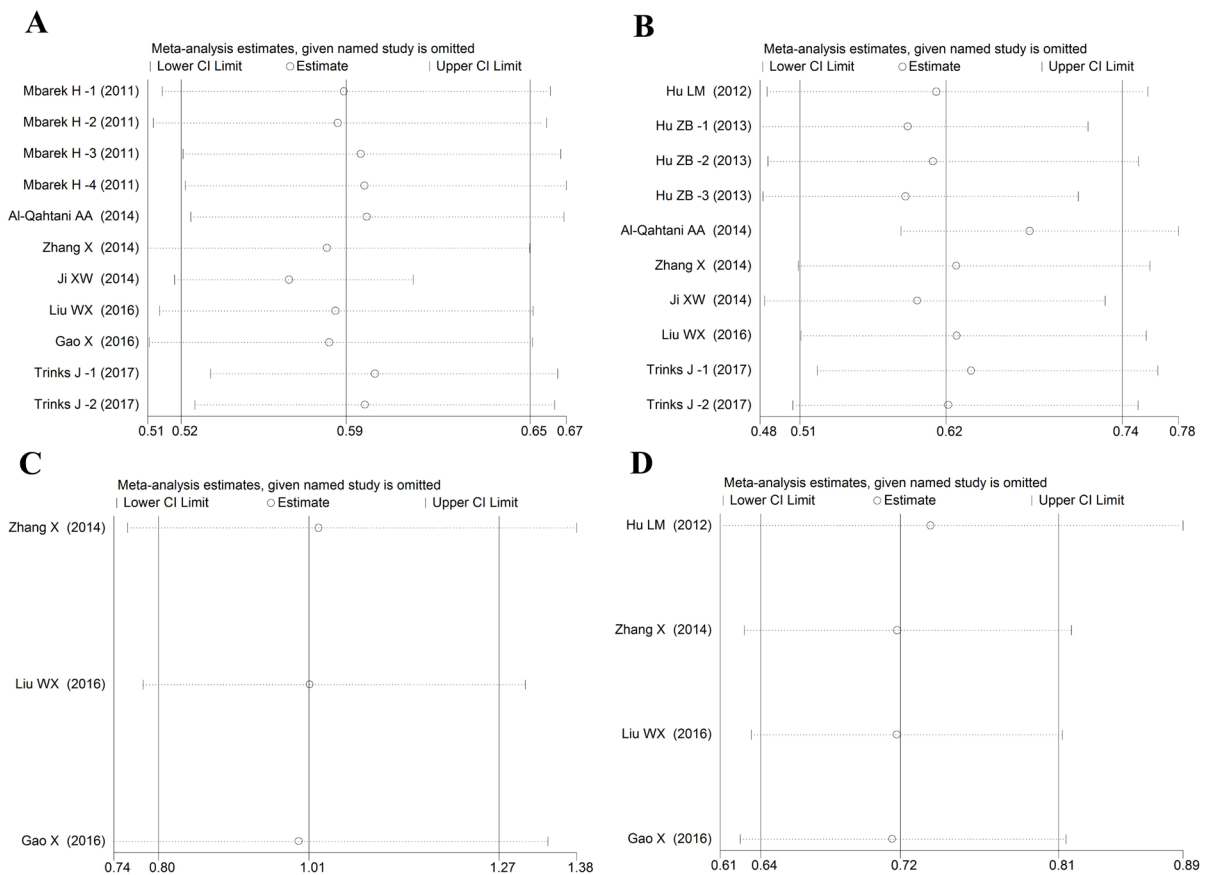 A
Meta-analysis estimates, given named study is omitted
Lower CI Limit Estimate Upper CI Limit
Mbarek H -1 (2011)
Mbarek H -2 (2011)
Mbarek H -3 (2011)
Mbarek H -4 (2011)
Al-Qahtani AA (2014)
Zhang X (2014)
Ji XW (2014)
Liu WX (2016)
Gao X (2016)
Trinks J -1 (2017)
Trinks J -2 (2017)
0.51 0.52 0.59 0.65 0.67
B
Meta-analysis estimates, given named study is omitted
Lower CI Limit Estimate Upper CI Limit
Hu LM (2012)
Hu ZB -1 (2013)
Hu ZB -2 (2013)
Hu ZB -3 (2013)
Al-Qahtani AA (2014)
Zhang X (2014)
Ji XW (2014)
Liu WX (2016)
Trinks J -1 (2017)
Trinks J -2 (2017)
0.48 0.51 0.62 0.74 0.78
C
Meta-analysis estimates, given named study is omitted
Lower CI Limit Estimate Upper CI Limit
Zhang X (2014)
Liu WX (2016)
Gao X (2016)
0.74 0.80 1.01 1.27 1.38
D
Meta-analysis estimates, given named study is omitted
Lower CI Limit Estimate Upper CI Limit
Hu LM (2012)
Zhang X (2014)
Liu WX (2016)
Gao X (2016)
0.61 0.64 0.72 0.81 0.89